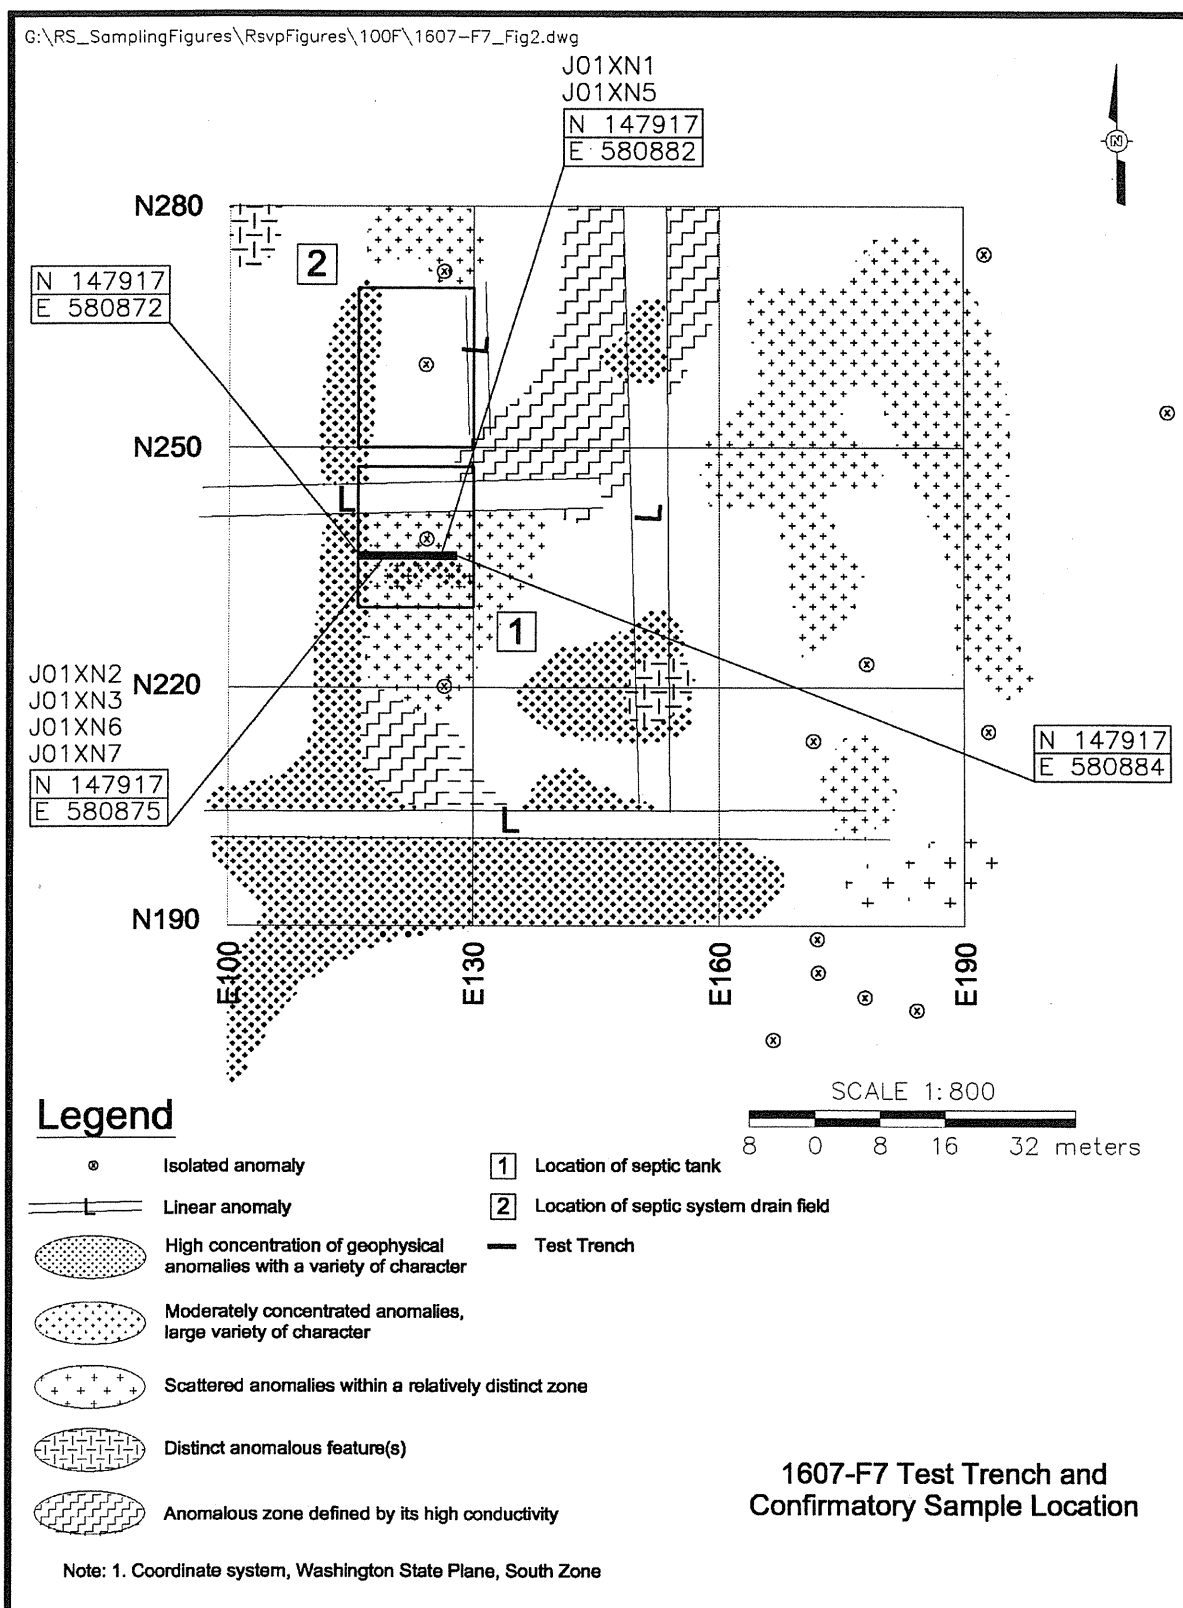 G:\RS_SamplingFigures\RsvpFigures\100F\1607-F7_Fig2.dwg
J01XN1
J01XN5
N 147917
E 580882
N
N280
2
N 147917
E 580872
L
N250
L
L
1
J01XN2
J01XN3
J01XN6
J01XN7
N220
N 147917
E 580875
N 147917
E 580884
L
N190
E100
E130
E160
E190
SCALE 1:800
8 0 8 16 32 meters
Legend
Isolated anomaly
L Linear anomaly
High concentration of geophysical
anomalies with a variety of character
Moderately concentrated anomalies,
large variety of character
Scattered anomalies within a relatively distinct zone
Distinct anomalous feature(s)
Anomalous zone defined by its high conductivity
1 Location of septic tank
2 Location of septic system drain field
Test Trench
1607-F7 Test Trench and
Confirmatory Sample Location
Note: 1. Coordinate system, Washington State Plane, South Zone